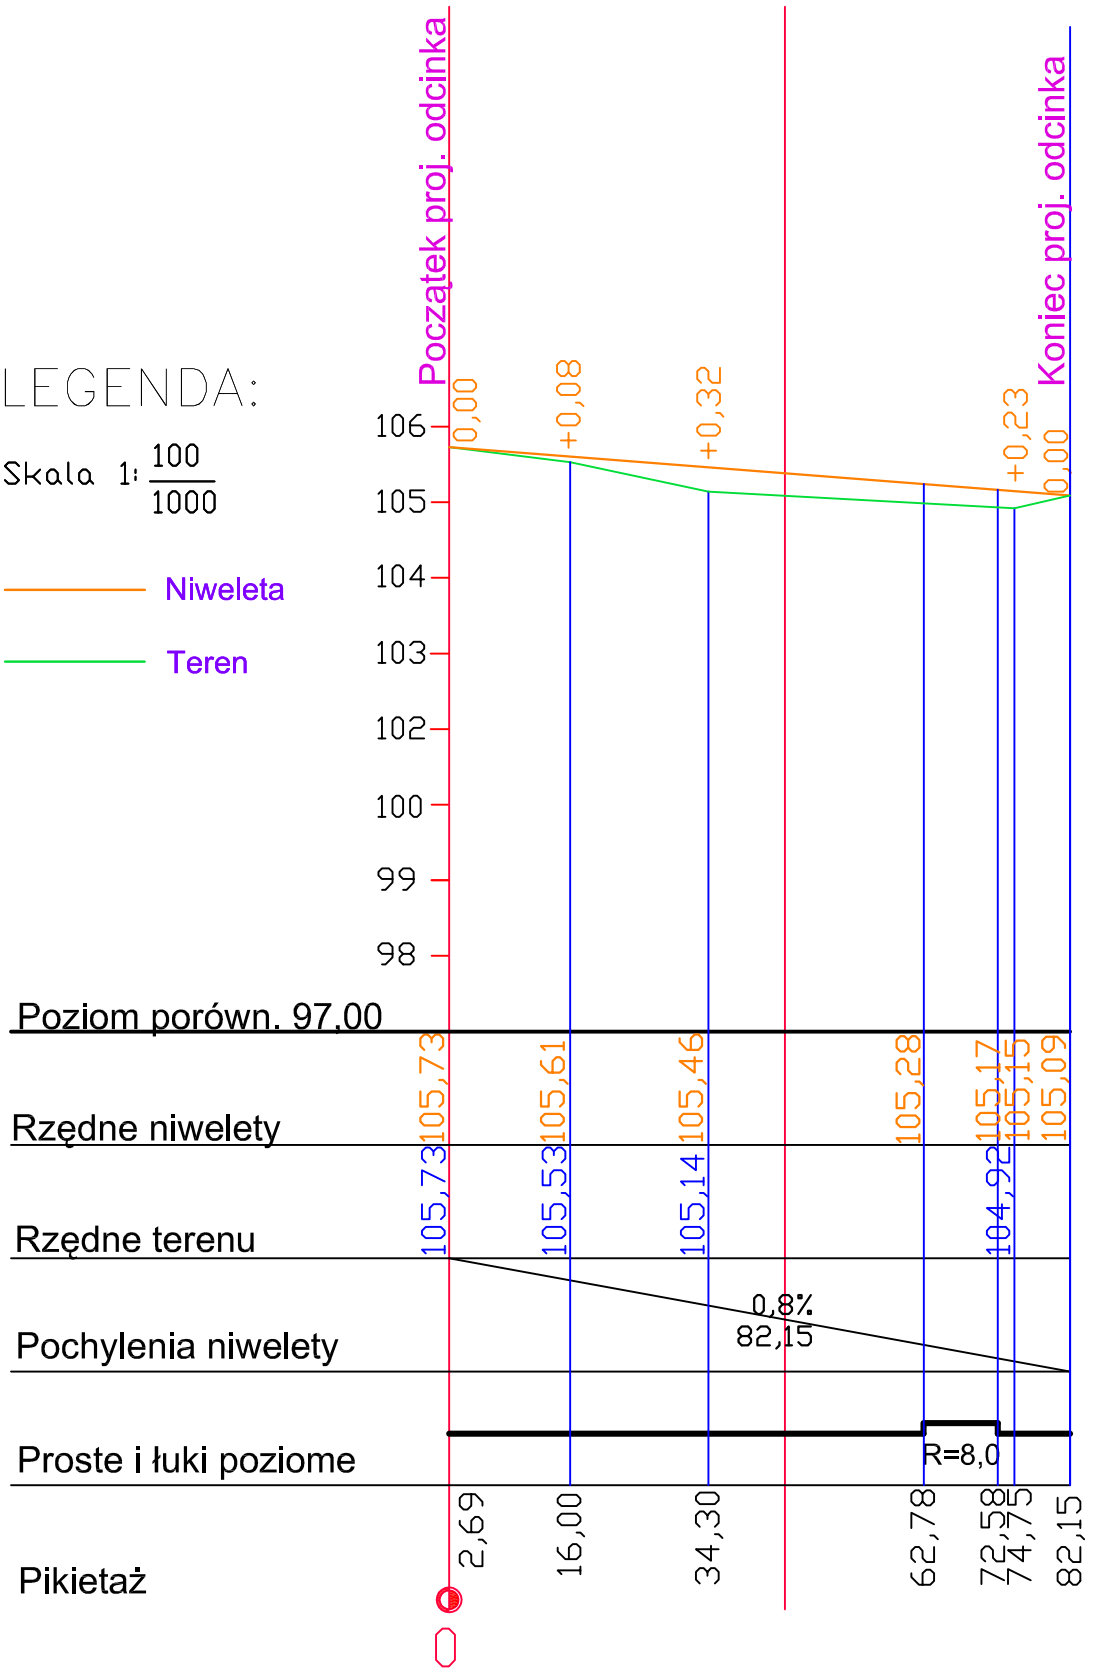 Początek proj. odcinka
Koniec proj. odcinka
LEGENDA:
Skala 1: 100
1000
Niweleta
Teren
0,00
+0,08
+0,32
+0,23
0,00
106
105
104
103
102
100
99
98
Poziom porówn. 97,00
Rzędne niwelety
105,73
105,61
105,46
105,28
105,17
105,15
105,09
Rzędne terenu
105,73
105,53
105,14
104,92
Pochylenia niwelety
0,8%
82,15
Proste i łuki poziome
R=8,0
Pikietaż
2,69
16,00
34,30
62,78
72,58
74,75
82,15
0